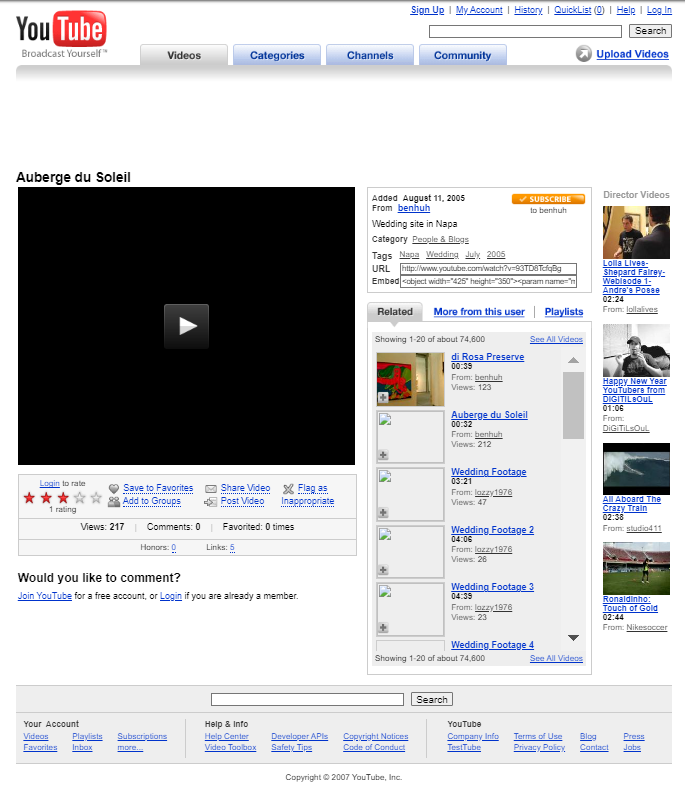 Sign Up | My Account | History | QuickList (0) | Help | Log In
YouTube
Broadcast Yourself™
Search
Videos Categories Channels Community Upload Videos
Auberge du Soleil
Added August 11, 2005
From benhuh
SUBSCRIBE
to benhuh
Wedding site in Napa
Category People & Blogs
Tags Napa Wedding July 2005
URL http://www.youtube.com/watch?v=93TD8TcfqBg
Embed <object width="425" height="350"><param name="m
Related More from this user | Playlists
Showing 1-20 of about 74,600 See All Videos
di Rosa Preserve
00:39
From: benhuh
Views: 123
Auberge du Soleil
00:32
From: benhuh
Views: 212
Wedding Footage
03:21
From: lozzy1976
Views: 47
Wedding Footage 2
04:06
From: lozzy1976
Views: 26
Wedding Footage 3
04:39
From: lozzy1976
Views: 23
Wedding Footage 4
Showing 1-20 of about 74,600 See All Videos
Director Videos
Lolla Lives-
Shepard Fairey-
Webisode 1-
Andre's Posse
02:24
From: lollalives
Happy New Year
YouTubers from
DiGiTiLsOuL
01:06
From:
DiGiTiLsOuL
All Aboard The
Crazy Train
02:38
From: studio411
Ronaldinho:
Touch of Gold
02:44
From: Nikesoccer
Login to rate
1 rating
Save to Favorites Share Video Flag as
Add to Groups Post Video Inappropriate
Views: 217 | Comments: 0 | Favorited: 0 times
Honors: 0 Links: 5
Would you like to comment?
Join YouTube for a free account, or Login if you are already a member.
Search
Your Account
Videos Playlists Subscriptions
Favorites Inbox more...
Help & Info
Help Center Developer APIs Copyright Notices
Video Toolbox Safety Tips Code of Conduct
YouTube
Company Info Terms of Use Blog Press
TestTube Privacy Policy Contact Jobs
Copyright © 2007 YouTube, Inc.